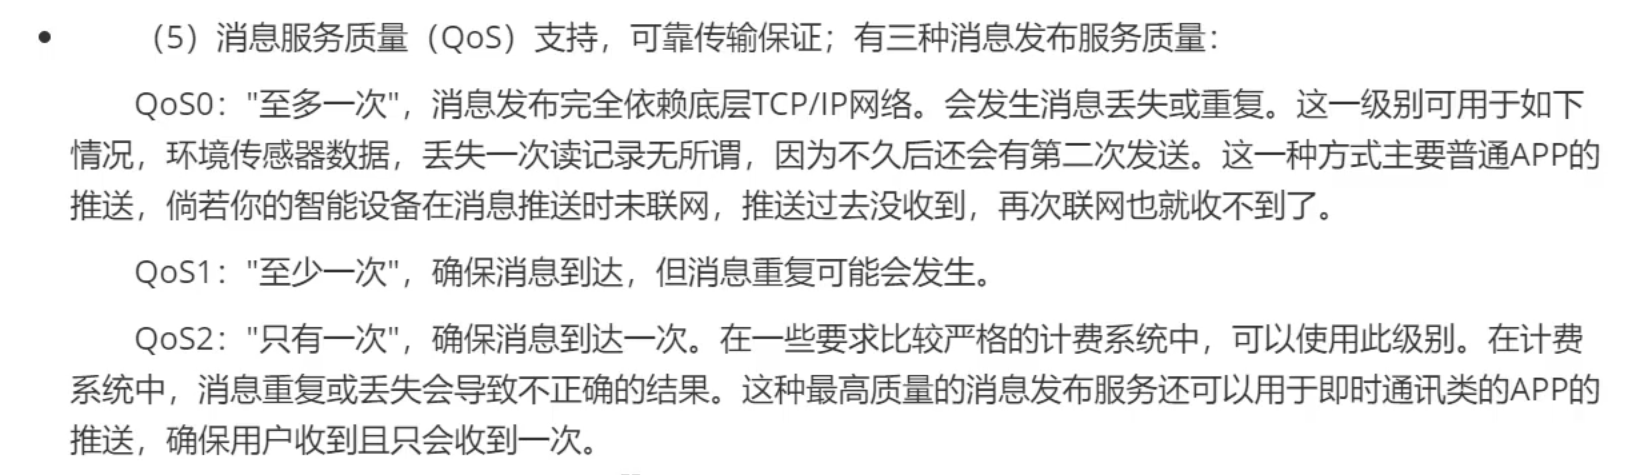 • （5）消息服务质量（QoS）支持，可靠传输保证；有三种消息发布服务质量：
QoS0："至多一次"，消息发布完全依赖底层TCP/IP网络。会发生消息丢失或重复。这一级别可用于如下
情况，环境传感器数据，丢失一次读记录无所谓，因为不久后还会有第二次发送。这一种方式主要普通APP的
推送，倘若你的智能设备在消息推送时未联网，推送过去没收到，再次联网也就收不到了。
QoS1："至少一次"，确保消息到达，但消息重复可能会发生。
QoS2："只有一次"，确保消息到达一次。在一些要求比较严格的计费系统中，可以使用此级别。在计费
系统中，消息重复或丢失会导致不正确的结果。这种最高质量的消息发布服务还可以用于即时通讯类的APP的
推送，确保用户收到且只会收到一次。